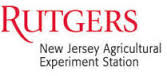 RUTGERS
New Jersey Agricultural
Experiment Station